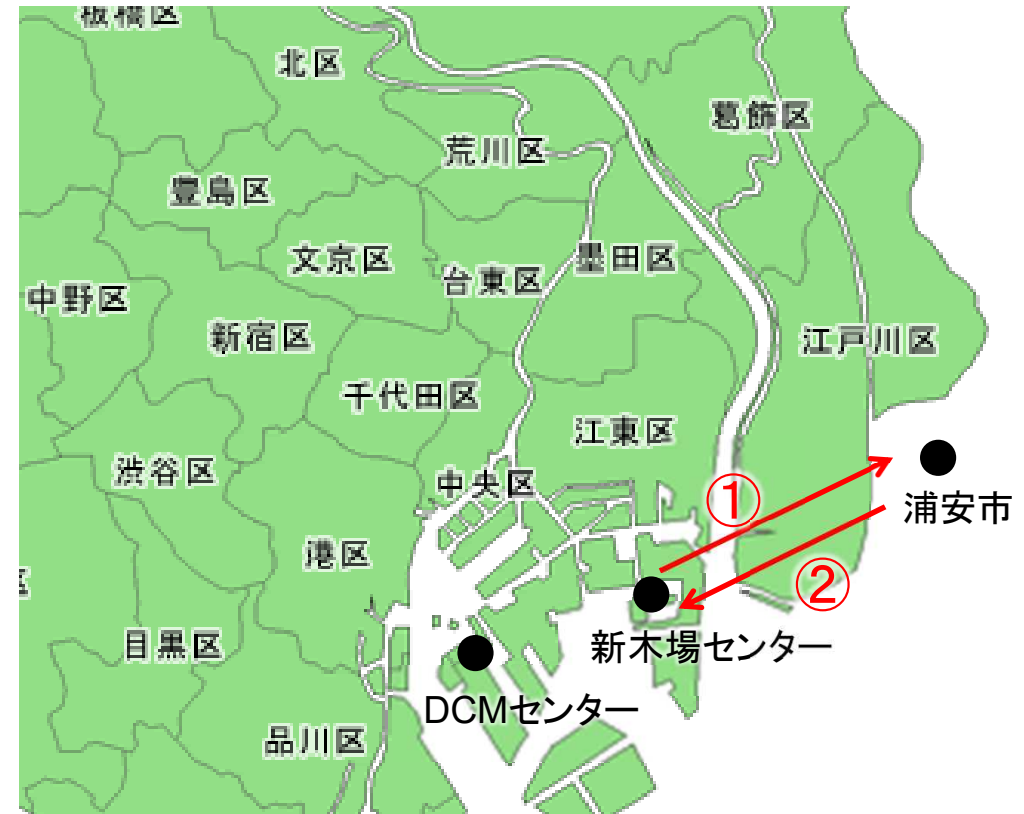 板橋区
北区
葛飾区
荒川区
豊島区
文京区
墨田区
台東区
中野区
新宿区
江戸川区
千代田区
江東区
渋谷区
中央区
①
浦安市
港区
②
新木場センター
目黒区
DCMセンター
品川区